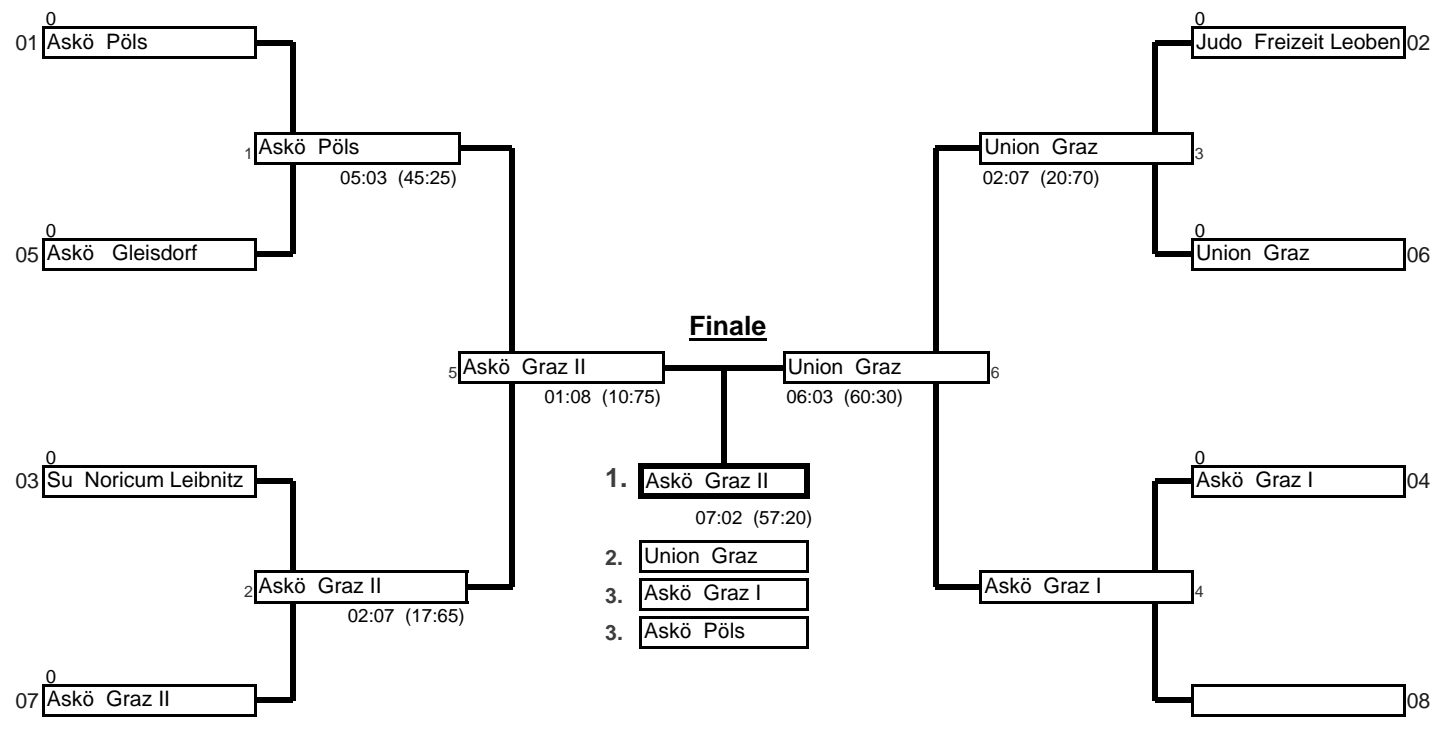 0
01 Askö Pöls
0
Judo Freizeit Leoben 02
1 Askö Pöls
05:03 (45:25)
Union Graz 3
02:07 (20:70)
0
05 Askö Gleisdorf
0
Union Graz 06
Finale
5 Askö Graz II
01:08 (10:75)
Union Graz 6
06:03 (60:30)
0
03 Su Noricum Leibnitz
1. Askö Graz II
07:02 (57:20)
0
Askö Graz I 04
2. Union Graz
3. Askö Graz I
3. Askö Pöls
2 Askö Graz II
02:07 (17:65)
Askö Graz I 4
0
07 Askö Graz II
08